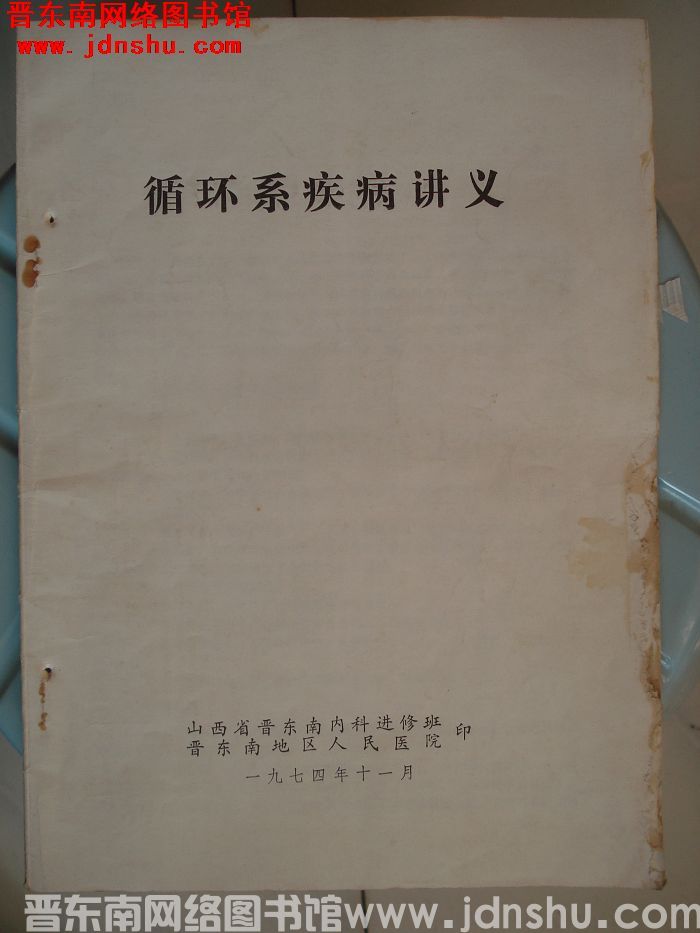 晋东南网络图书馆
www.jdnshu.com
循环系疾病讲义
山西省晋东南内科进修班
晋东南地区人民医院 印
一九七四年十一月
晋东南网络图书馆www.jdnshu.com